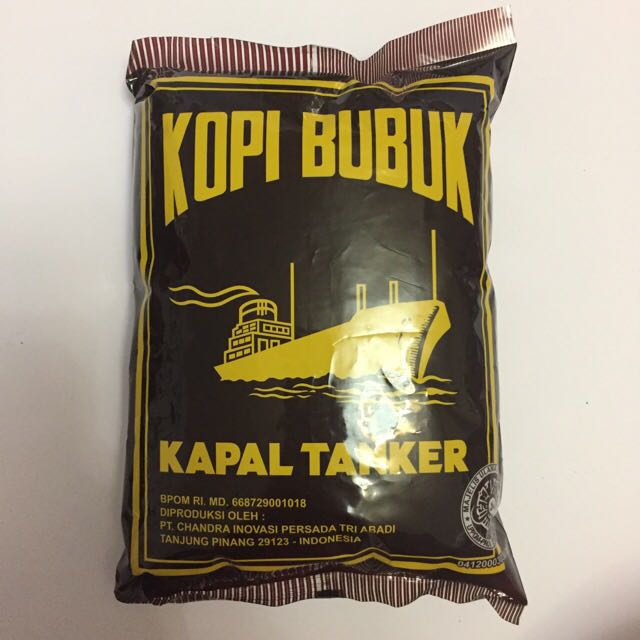 KOPI BUBUK
KAPAL TANKER
BPOM RI. MD. 668729001018
DIPRODUKSI OLEH :
PT. CHANDRA INOVASI PERSADA TRI ABADI
TANJUNG PINANG 29123 - INDONESIA
MAJELIS